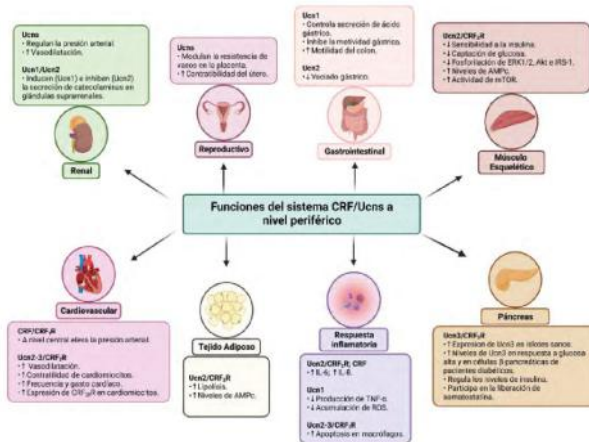 Ucns
• Regulan la presión arterial.
• ↑ Vasodilatación.
Ucn1/Ucn2
• Inducen (Ucn1) e inhiben (Ucn2)
la secreción de catecolaminas en
glándulas suprarrenales.
Renal
Ucns
• Modulan la resistencia de
vasos en la placenta.
• ↑ Contratibilidad del útero.
Reproductivo
Ucn1
• Controla secreción de ácido
gástrico.
• Inhibe la motividad gástrica.
• ↑ Motilidad del colon.
Ucn2
• ↓ Vaciado gástrico.
Gastrointestinal
Ucn2/CRF₂R
• ↓ Sensibilidad a la insulina.
• ↓ Captación de glucosa.
• ↓ Fosforilación de ERK1/2, Akt e IRS-1.
• ↑ Niveles de AMPc.
• ↑ Actividad de mTOR.
Músculo
Esquelético
Funciones del sistema CRF/Ucns a
nivel periférico
Cardiovascular
CRF/CRF₁R
• A nivel central eleva la presión arterial.
Ucn2-3/CRF₂R
• ↑ Vasodilatación.
• ↑ Contratilidad de cardiomiocitos.
• ↑ Frecuencia y gasto cardíaco.
• ↑ Expresión de CRF₂R en cardiomiocitos.
Tejido Adiposo
Ucn2/CRF₂R
• ↑ Lipólisis.
• ↑ Niveles de AMPc.
Respuesta
inflamatoria
Ucn2/CRF₂R; CRF
• ↑ IL-6; ↑ IL-8.
Ucn1
• ↓ Producción de TNF-α.
• ↓ Acumulación de ROS.
Ucn2-3/CRF₂R
• ↑ Apoptosis en macrófagos.
Páncreas
Ucn3/CRF₂R
• ↑ Expresión de Ucn3 en islotes sanos.
• ↑ Niveles de Ucn3 en respuesta a glucosa
alta y en células β-pancreáticas de
pacientes diabéticos.
• Regula los niveles de insulina.
• Participa en la liberación de
somatostatina.